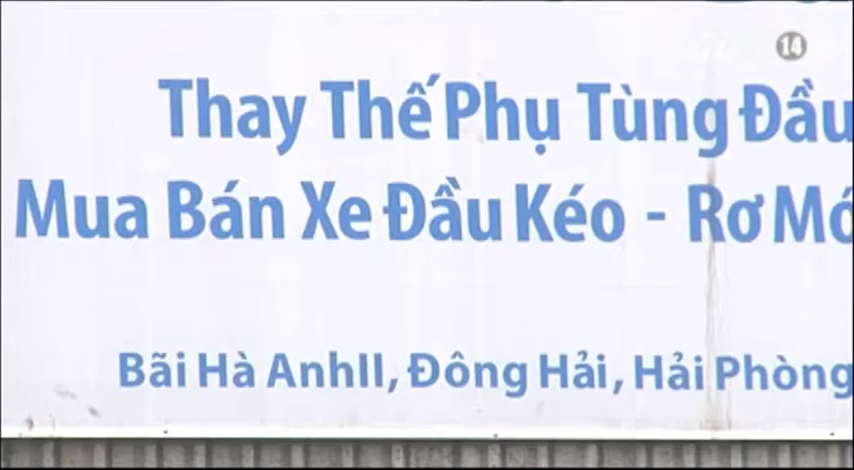 14
Thay Thế Phụ Tùng Đầu
Mua Bán Xe Đầu Kéo - Rơ Mó
Bãi Hà AnhII, Đông Hải, Hải Phòng